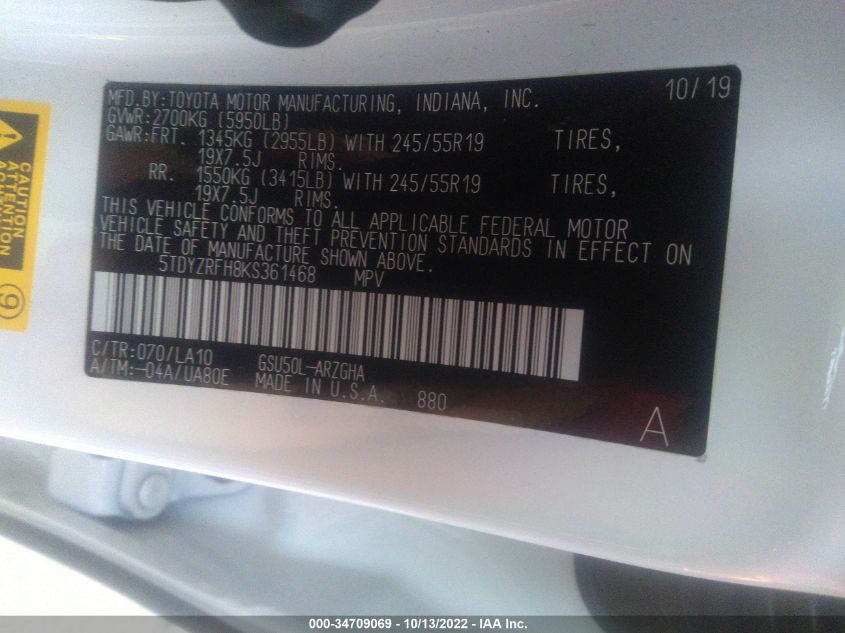 MFD.BY:TOYOTA MOTOR MANUFACTURING, INDIANA, INC. 10/19
GVWR:2700KG (5950LB)
GAWR:FRT. 1345KG (2955LB) WITH 245/55R19 TIRES,
19X7.5J RIMS.
RR. 1550KG (3415LB) WITH 245/55R19 TIRES,
19X7.5J RIMS.
THIS VEHICLE CONFORMS TO ALL APPLICABLE FEDERAL MOTOR
VEHICLE SAFETY AND THEFT PREVENTION STANDARDS IN EFFECT ON
THE DATE OF MANUFACTURE SHOWN ABOVE.
5TDYZRFH8KS361468 MPV
C/TR:070/LA10 GSU50L-ARZGHA
A/TM:-04A/UA80E MADE IN U.S.A. 880
A
CAUTION
ATTENTION
9
000-34709069 - 10/13/2022 - IAA Inc.